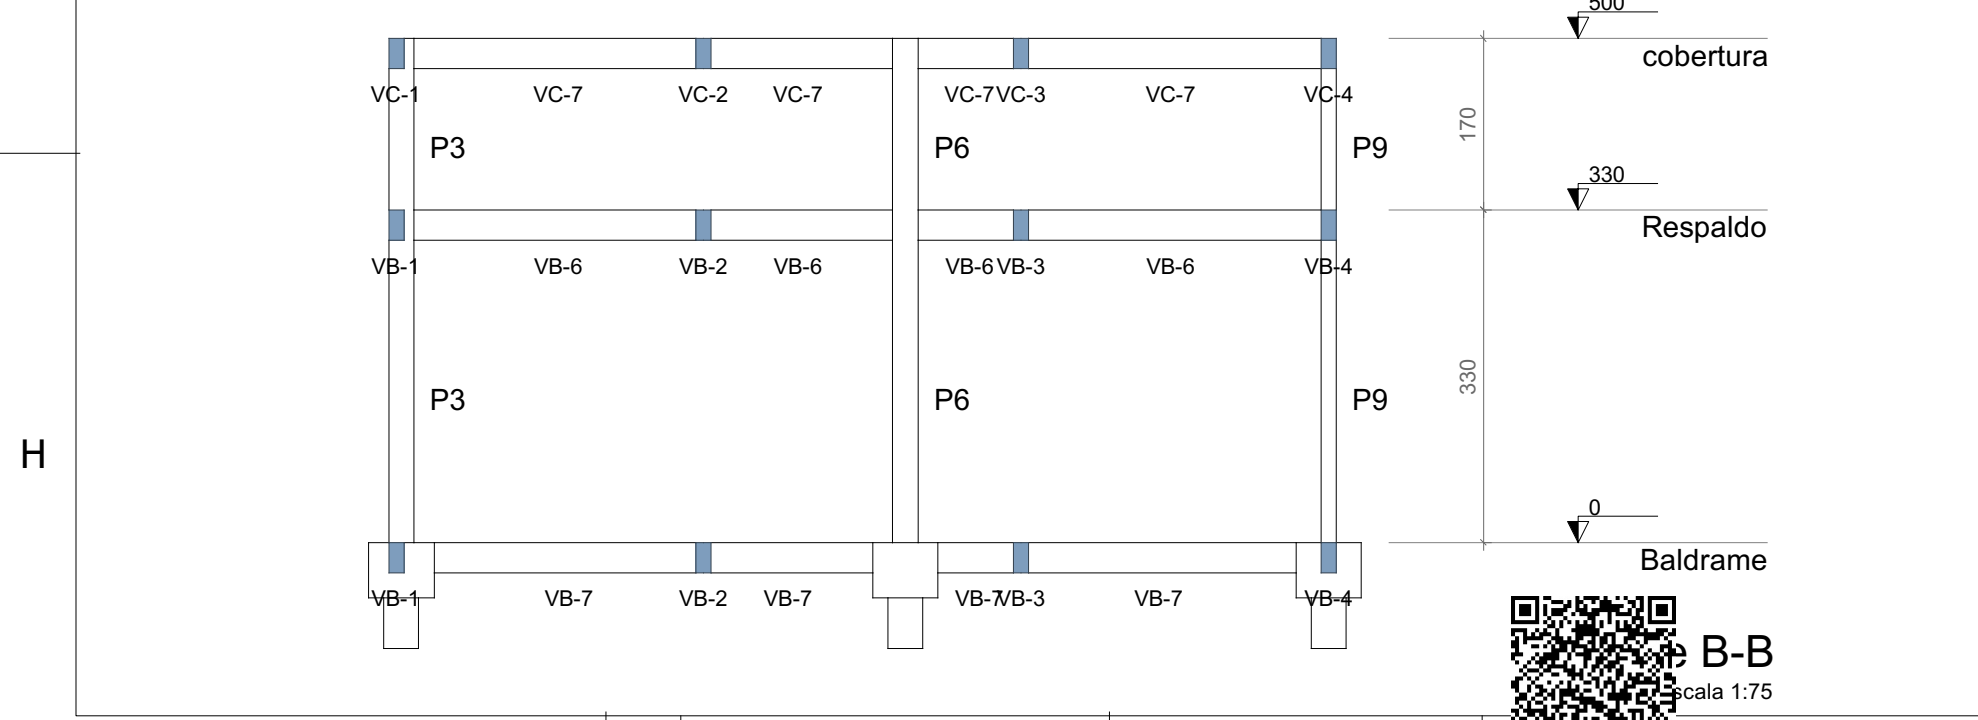 500
cobertura
VC-1 VC-7 VC-2 VC-7 VC-7 VC-3 VC-7 VC-4
170
P3 P6 P9
330
Respaldo
VB-1 VB-6 VB-2 VB-6 VB-6 VB-3 VB-6 VB-4
330
P3 P6 P9
H
0
Baldrame
VB-1 VB-7 VB-2 VB-7 VB-7 VB-3 VB-7 VB-4
B-B
scala 1:75